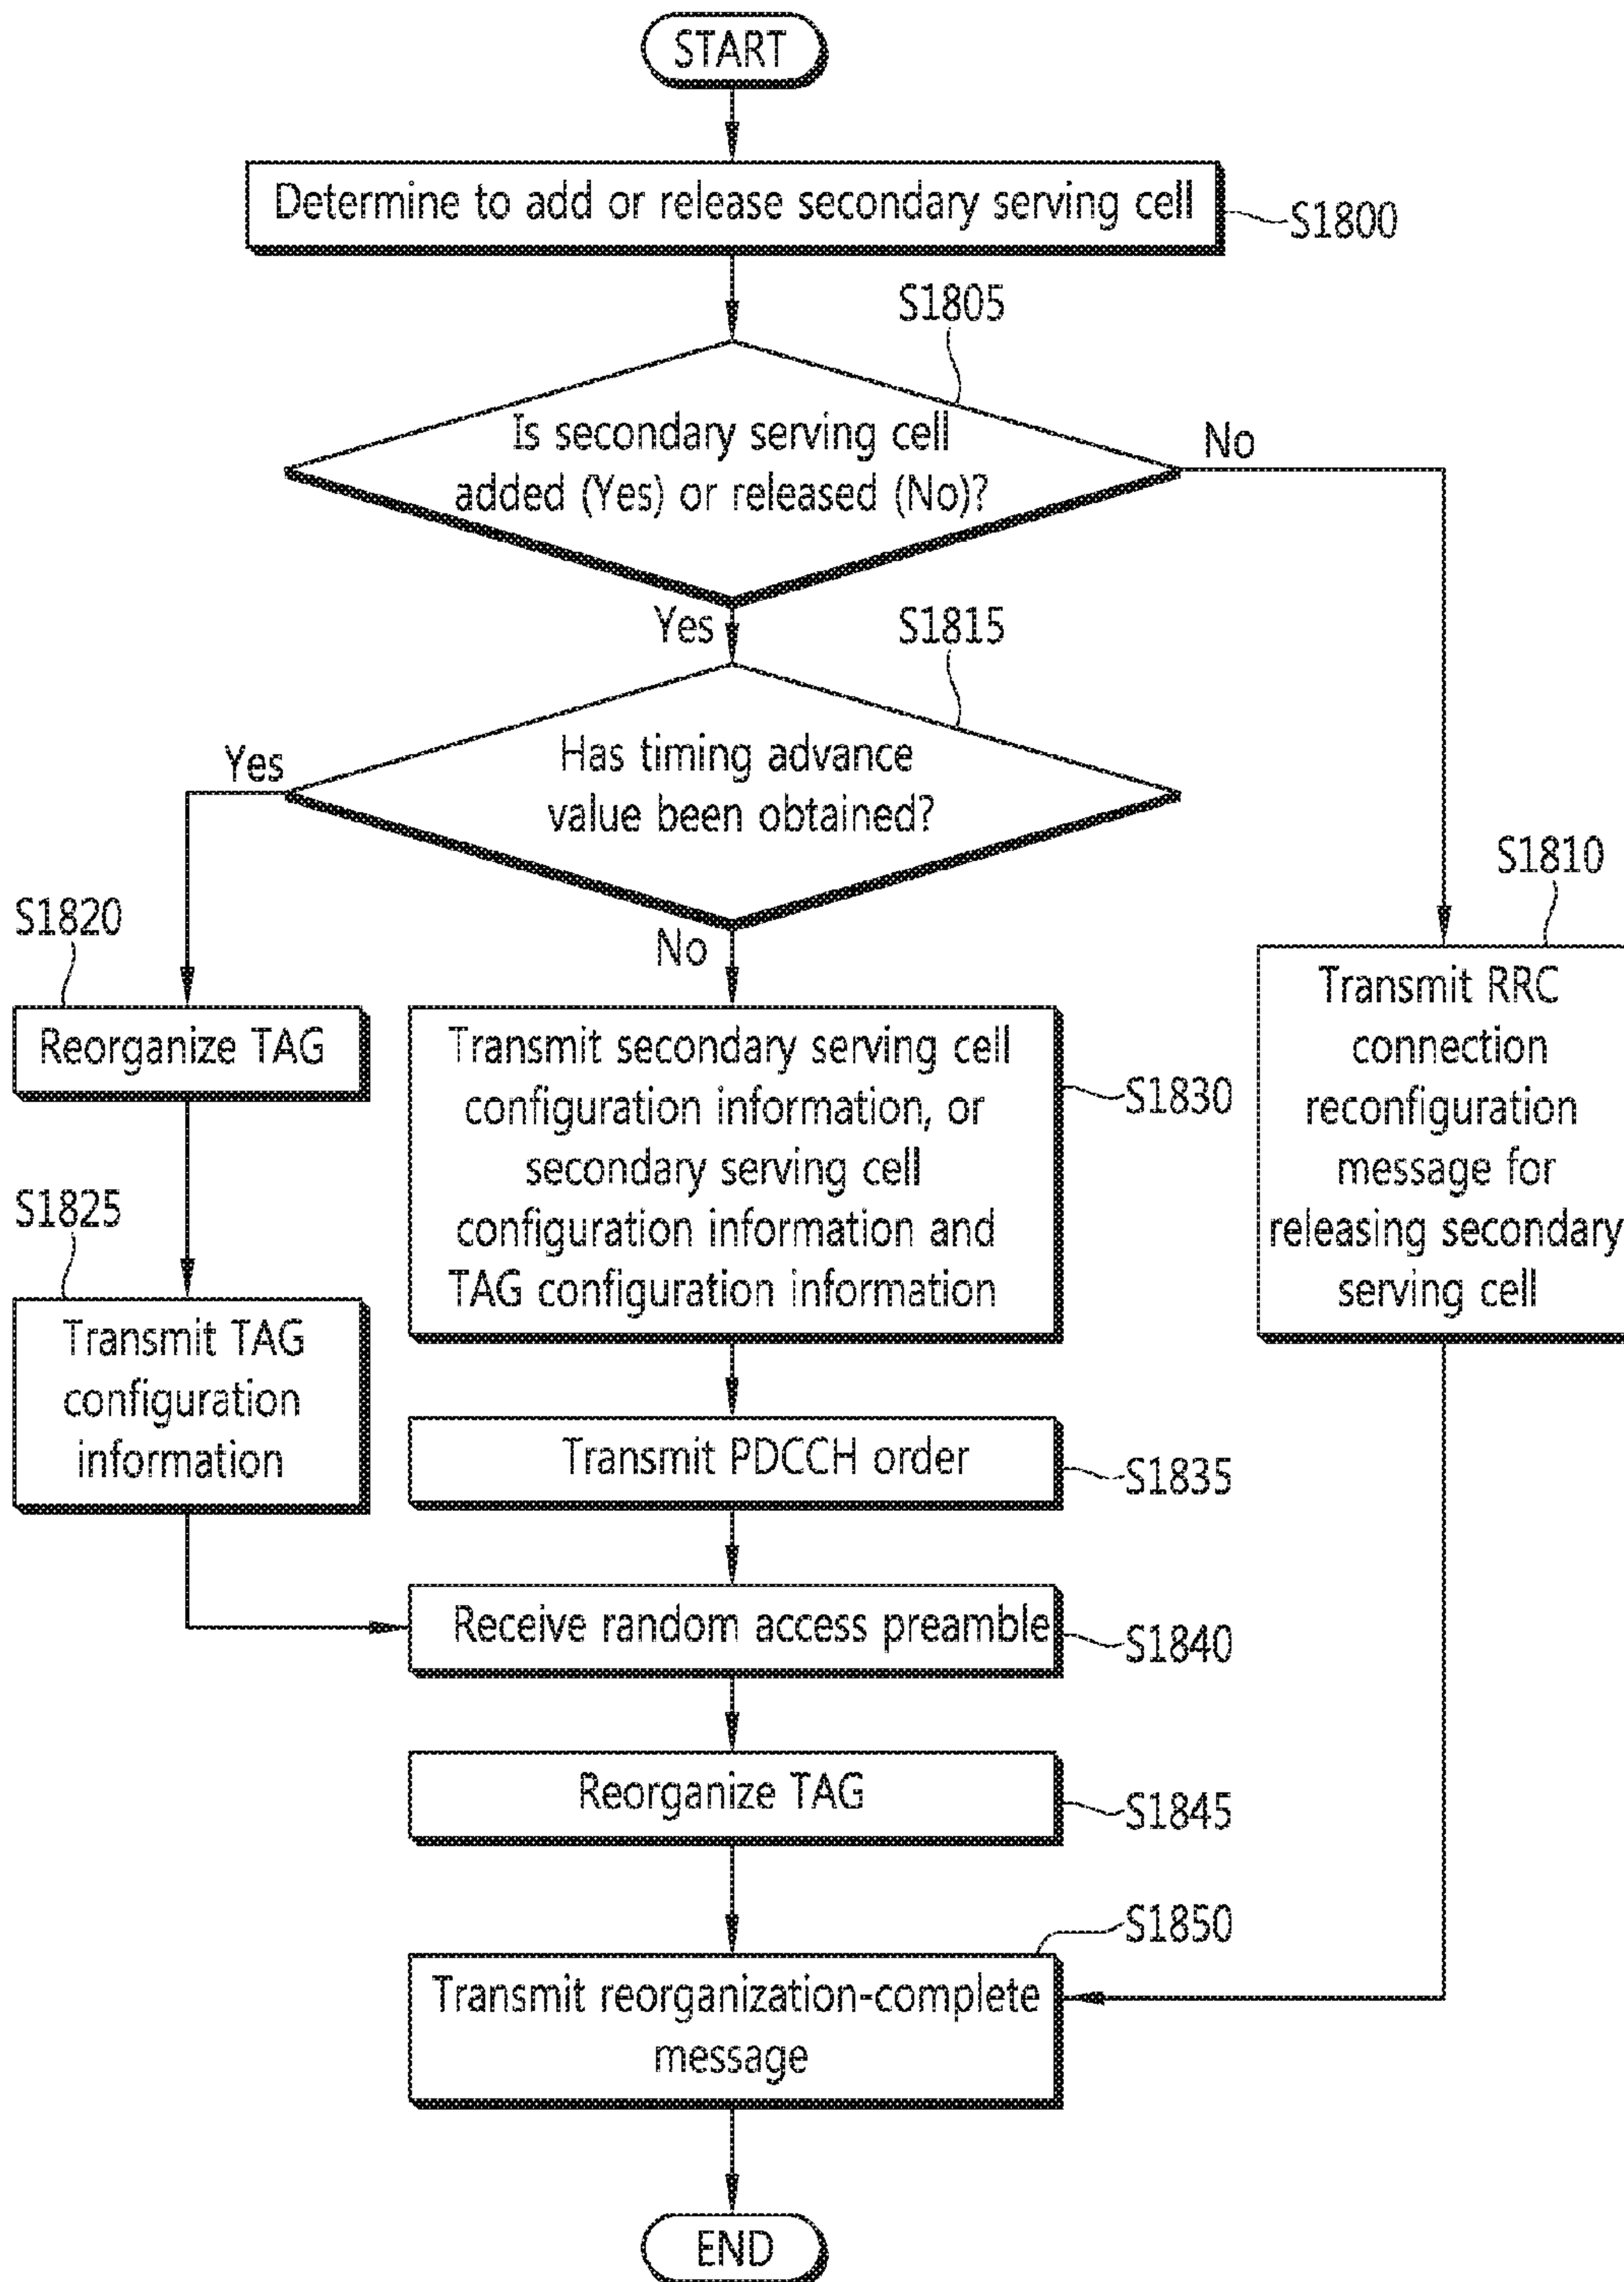 START
Determine to add or release secondary serving cell
S1800
S1805
Is secondary serving cell
added (Yes) or released (No)?
No
Yes
S1815
Has timing advance
value been obtained?
Yes
No
S1810
Transmit RRC
connection
reconfiguration
message for
releasing secondary
serving cell
S1820
Reorganize TAG
S1825
Transmit TAG
configuration
information
Transmit secondary serving cell
configuration information, or
secondary serving cell
configuration information and
TAG configuration information
S1830
Transmit PDCCH order
S1835
Receive random access preamble
S1840
Reorganize TAG
S1845
S1850
Transmit reorganization-complete
message
END